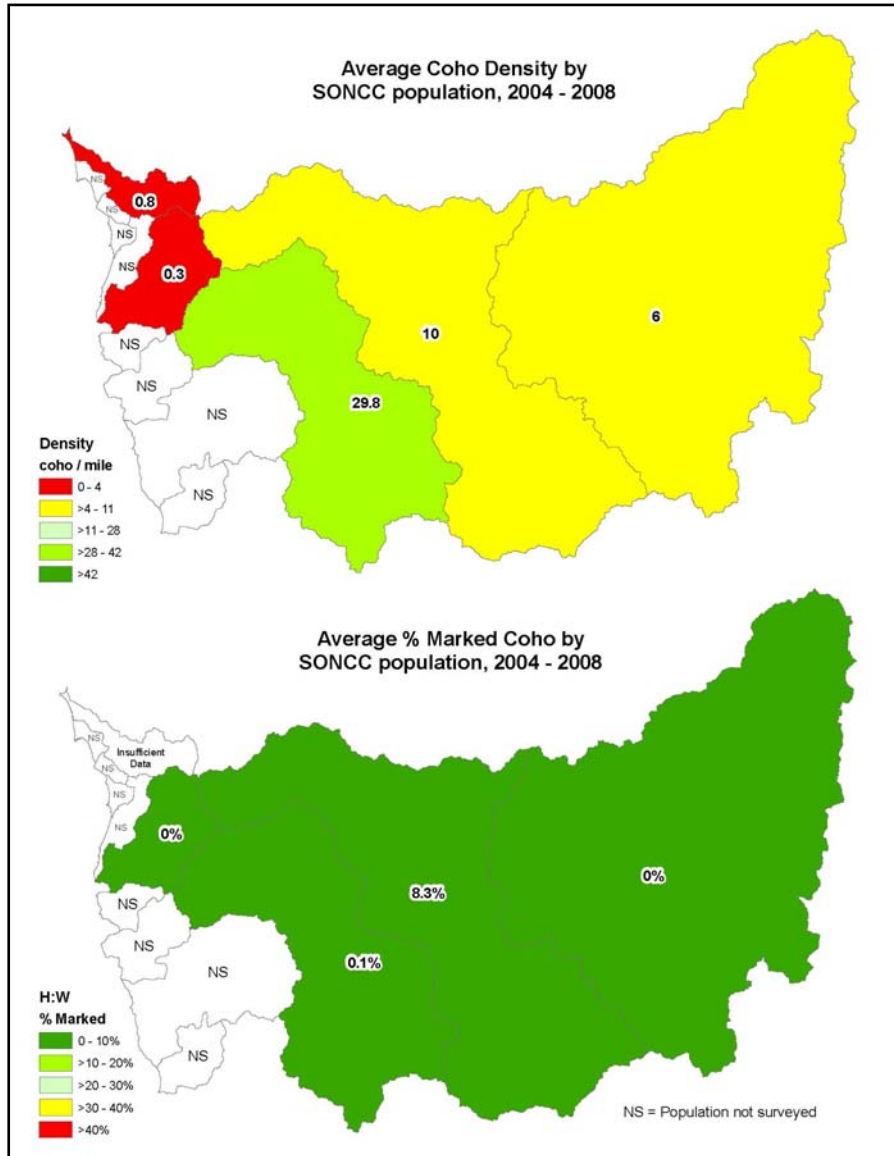 Average Coho Density by
SONCC population, 2004 - 2008
NS
0.8
NS
NS
NS
0.3
6
NS
10
NS
NS
29.8
NS
Density
coho / mile
0 - 4
>4 - 11
>11 - 28
>28 - 42
>42
Average % Marked Coho by
SONCC population, 2004 - 2008
NS
Insufficient
Data
NS
NS
NS
0%
0%
8.3%
NS
NS
NS
0.1%
NS
H:W
% Marked
0 - 10%
>10 - 20%
>20 - 30%
>30 - 40%
>40%
NS = Population not surveyed